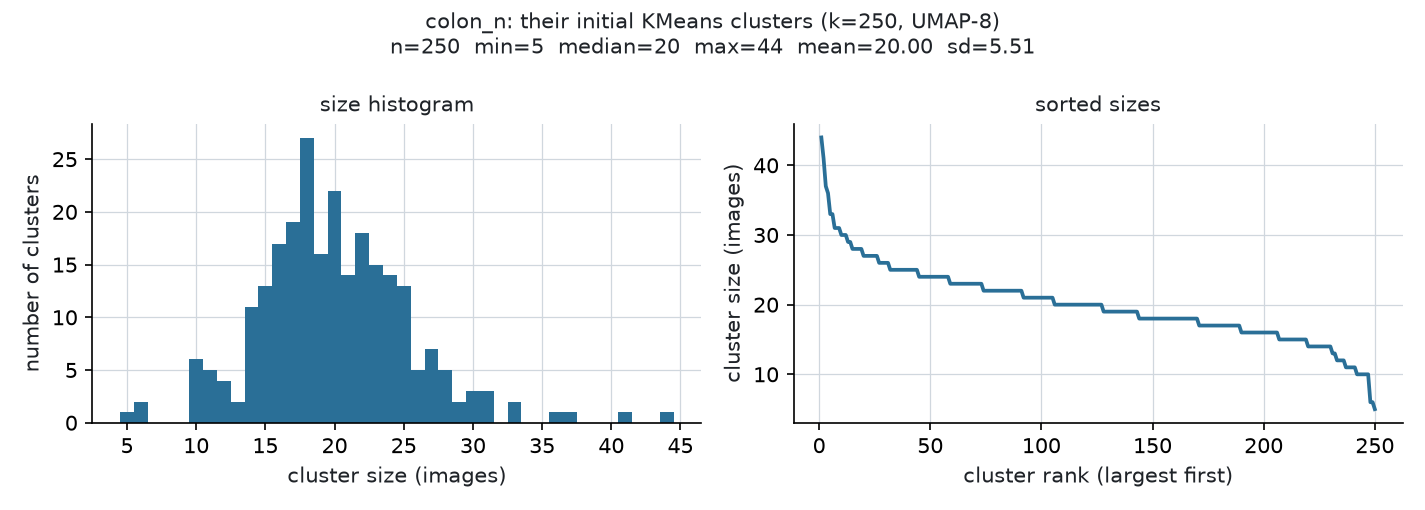 colon_n: their initial KMeans clusters (k=250, UMAP-8)
n=250 min=5 median=20 max=44 mean=20.00 sd=5.51
size histogram
number of clusters
25
20
15
10
5
0
5 10 15 20 25 30 35 40 45
cluster size (images)
sorted sizes
cluster size (images)
40
30
20
10
0 50 100 150 200 250
cluster rank (largest first)